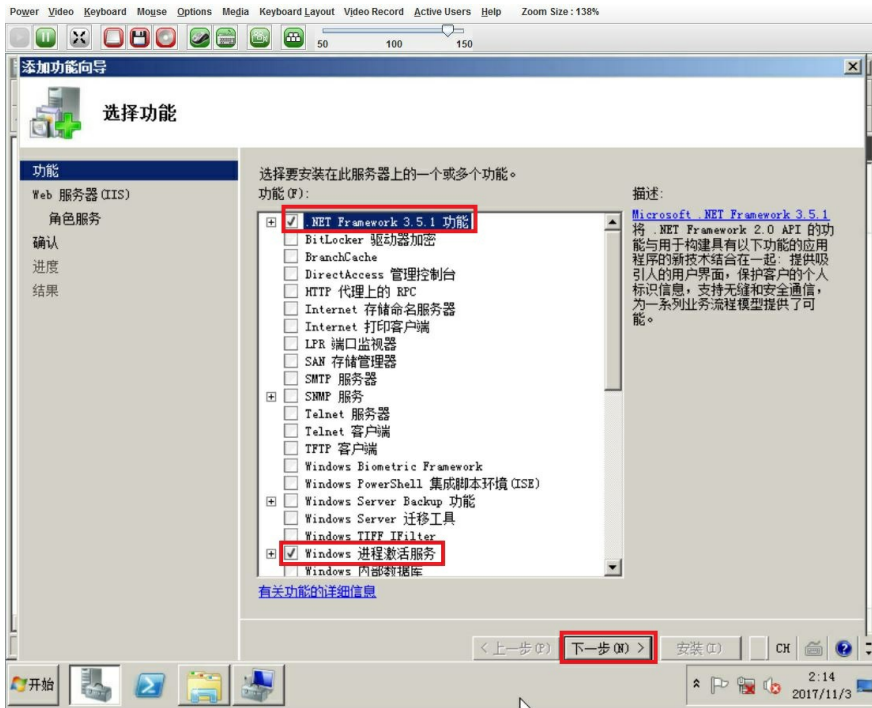 Power Video Keyboard Mouse Options Media Keyboard Layout Video Record Active Users Help Zoom Size : 138%
50 100 150
添加功能向导
选择功能
功能
Web 服务器(IIS)
角色服务
确认
进度
结果
选择要安装在此服务器上的一个或多个功能。
功能(F):
.NET Framework 3.5.1 功能
BitLocker 驱动器加密
BranchCache
DirectAccess 管理控制台
HTTP 代理上的 RPC
Internet 存储命名服务器
Internet 打印客户端
LPR 端口监视器
SAN 存储管理器
SMTP 服务器
SNMP 服务
Telnet 服务器
Telnet 客户端
TFTP 客户端
Windows Biometric Framework
Windows PowerShell 集成脚本环境(ISE)
Windows Server Backup 功能
Windows Server 迁移工具
Windows TIFF IFilter
Windows 进程激活服务
Windows 内部数据库
有关功能的详细信息
描述:
Microsoft .NET Framework 3.5.1
将 .NET Framework 2.0 API 的功
能与用于构建具有以下功能的应用
程序的新技术结合在一起: 提供吸
引人的用户界面，保护客户的个人
标识信息，支持无缝和安全通信，
为一系列业务流程模型提供了可
能。
< 上一步(P) 下一步(N) > 安装(I) CH
开始
2:14
2017/11/3